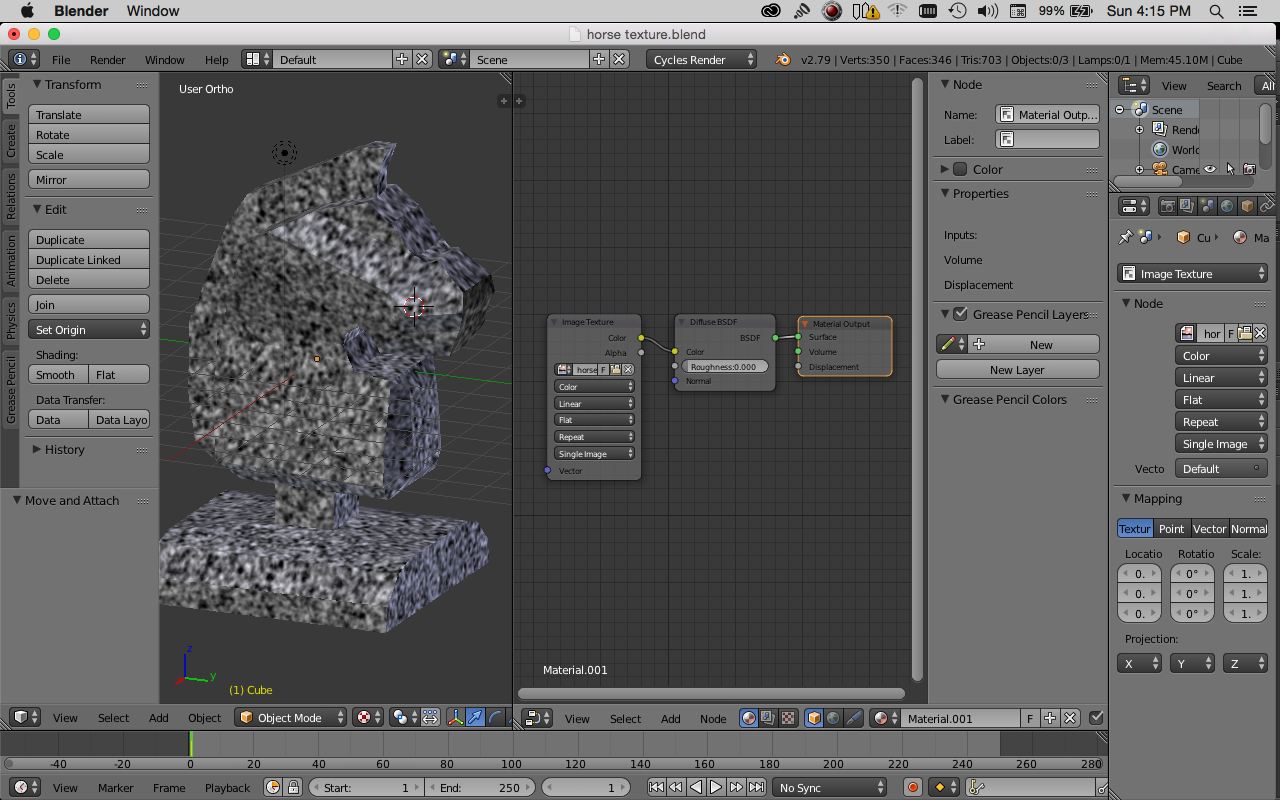 Blender Window 99% Sun 4:15 PM
horse texture.blend
File Render Window Help Default Scene Cycles Render v2.79 | Verts:350 | Faces:346 | Tris:703 | Objects:0/3 | Lamps:0/1 | Mem:45.10M | Cube
Tools
Create
Relations
Animation
Physics
Grease Pencil
Transform
Translate
Rotate
Scale
Mirror
Edit
Duplicate
Duplicate Linked
Delete
Join
Set Origin
Shading:
Smooth Flat
Data Transfer:
Data Data Layo
History
Move and Attach
User Ortho
z
y
(1) Cube
Image Texture
Color
Alpha
horse F
Color
Linear
Flat
Repeat
Single Image
Vector
Diffuse BSDF
BSDF
Color
Roughness:0.000
Normal
Material Output
Surface
Volume
Displacement
Material.001
Node
Name: Material Outp...
Label:
Color
Properties
Inputs:
Volume
Displacement
Grease Pencil Layers
New
New Layer
Grease Pencil Colors
View Search All
Scene
Rende
World
Came
Cu Ma
Image Texture
Node
hor F
Color
Linear
Flat
Repeat
Single Image
Vecto Default
Mapping
Textur Point Vector Normal
Locatio Rotatio Scale:
0. 0° 1.
0. 0° 1.
0. 0° 1.
Projection:
X Y Z
View Select Add Object Object Mode
View Select Add Node Material.001 F
-40 -20 0 20 40 60 80 100 120 140 160 180 200 220 240 260 280
View Marker Frame Playback Start: 1 End: 250 1 No Sync